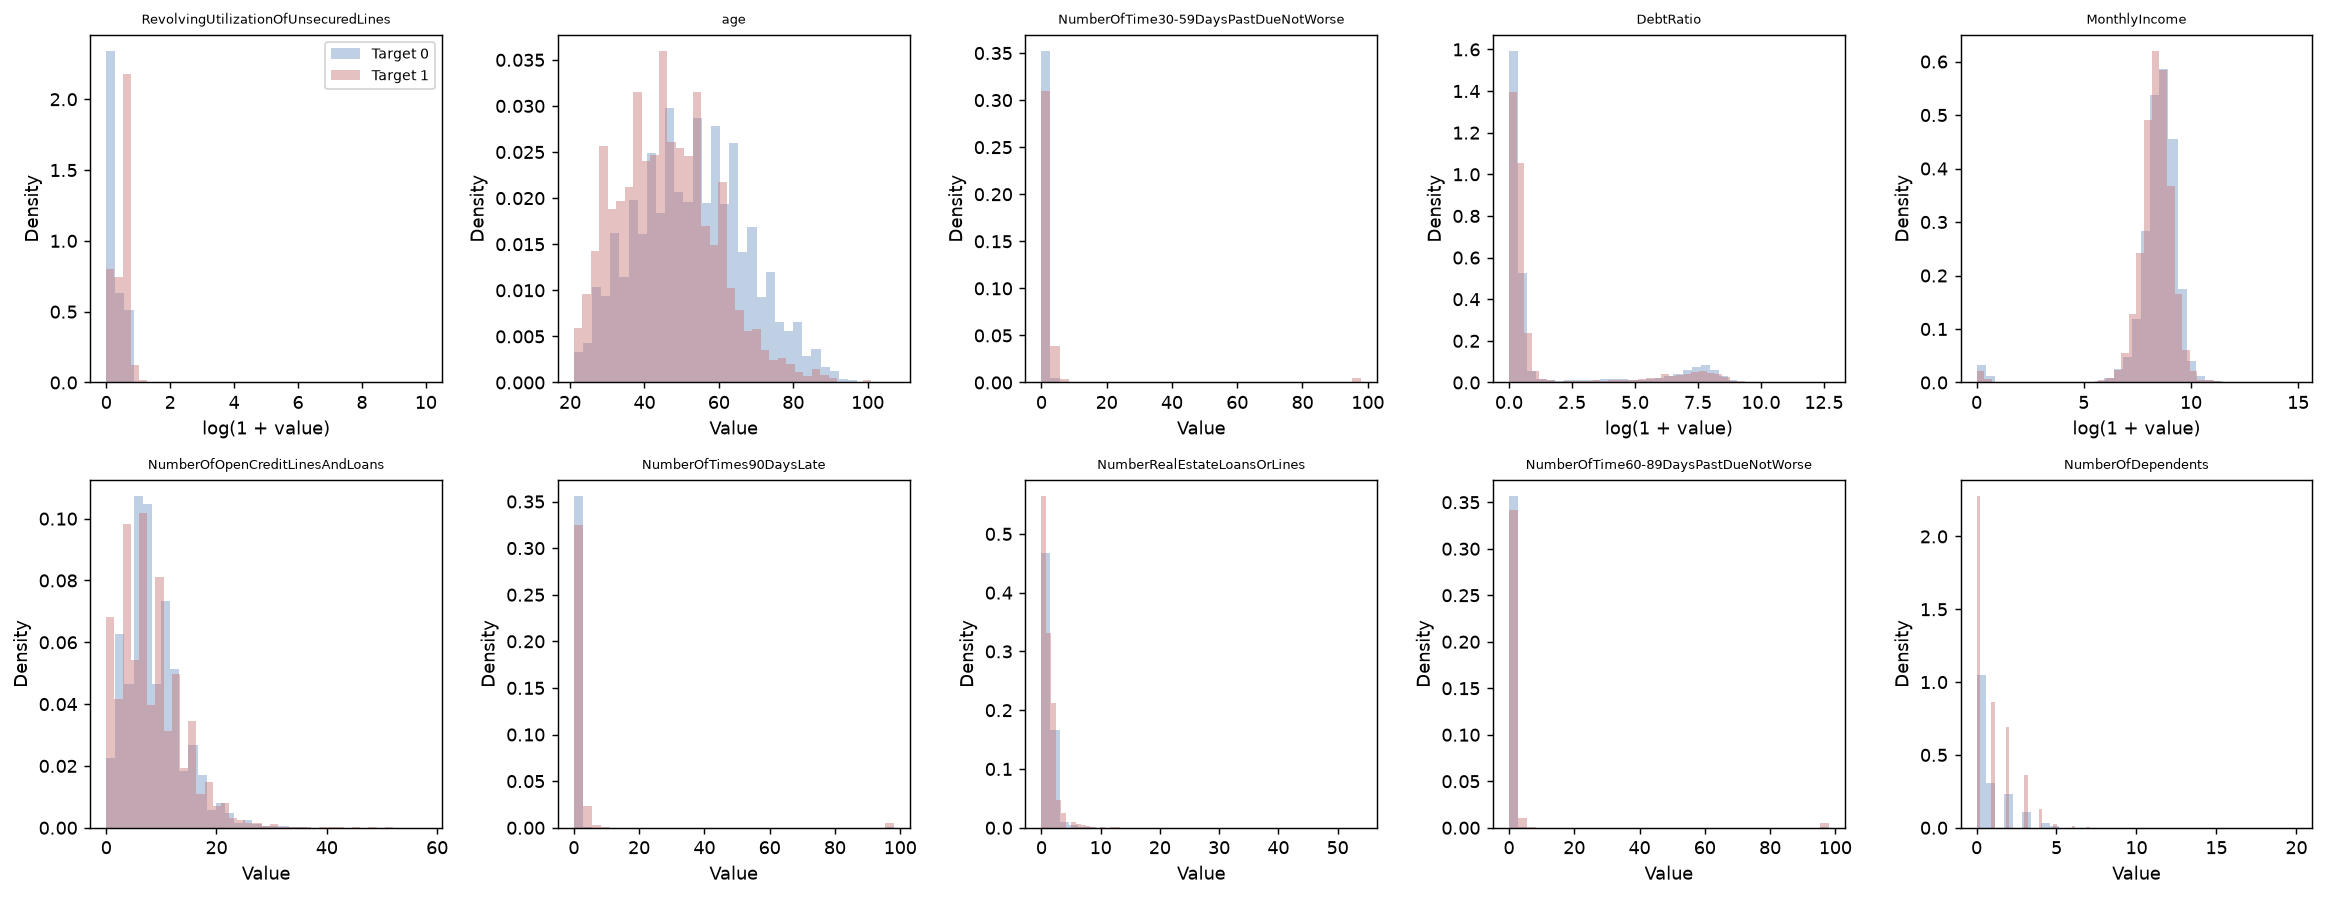 RevolvingUtilizationOfUnsecuredLines
Target 0
Target 1
Density
2.0
1.5
1.0
0.5
0.0
0 2 4 6 8 10
log(1 + value)
age
Density
0.035
0.030
0.025
0.020
0.015
0.010
0.005
0.000
20 40 60 80 100
Value
NumberOfTime30-59DaysPastDueNotWorse
Density
0.35
0.30
0.25
0.20
0.15
0.10
0.05
0.00
0 20 40 60 80 100
Value
DebtRatio
Density
1.6
1.4
1.2
1.0
0.8
0.6
0.4
0.2
0.0
0.0 2.5 5.0 7.5 10.0 12.5
log(1 + value)
MonthlyIncome
Density
0.6
0.5
0.4
0.3
0.2
0.1
0.0
0 5 10 15
log(1 + value)
NumberOfOpenCreditLinesAndLoans
Density
0.10
0.08
0.06
0.04
0.02
0.00
0 20 40 60
Value
NumberOfTimes90DaysLate
Density
0.35
0.30
0.25
0.20
0.15
0.10
0.05
0.00
0 20 40 60 80 100
Value
NumberRealEstateLoansOrLines
Density
0.5
0.4
0.3
0.2
0.1
0.0
0 10 20 30 40 50
Value
NumberOfTime60-89DaysPastDueNotWorse
Density
0.35
0.30
0.25
0.20
0.15
0.10
0.05
0.00
0 20 40 60 80 100
Value
NumberOfDependents
Density
2.0
1.5
1.0
0.5
0.0
0 5 10 15 20
Value